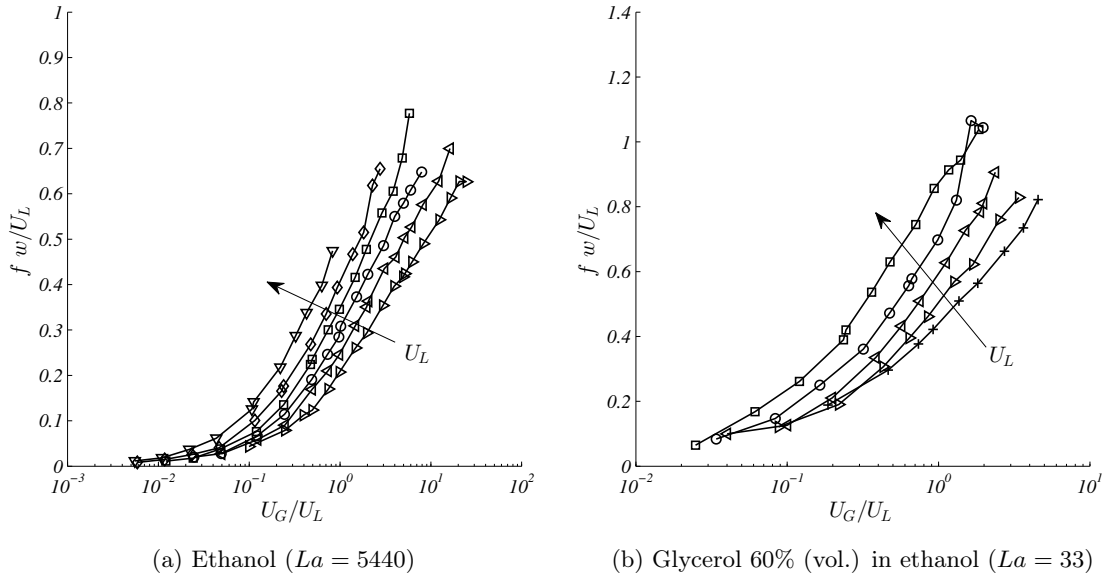 1
0.9
0.8
0.7
0.6
0.5
0.4
0.3
0.2
0.1
0
f w/U_L
10^−3 10^−2 10^−1 10^0 10^1 10^2
U_G/U_L
U_L
(a) Ethanol (La = 5440)
1.4
1.2
1
0.8
0.6
0.4
0.2
0
f w/U_L
10^−2 10^−1 10^0 10^1
U_G/U_L
U_L
(b) Glycerol 60% (vol.) in ethanol (La = 33)